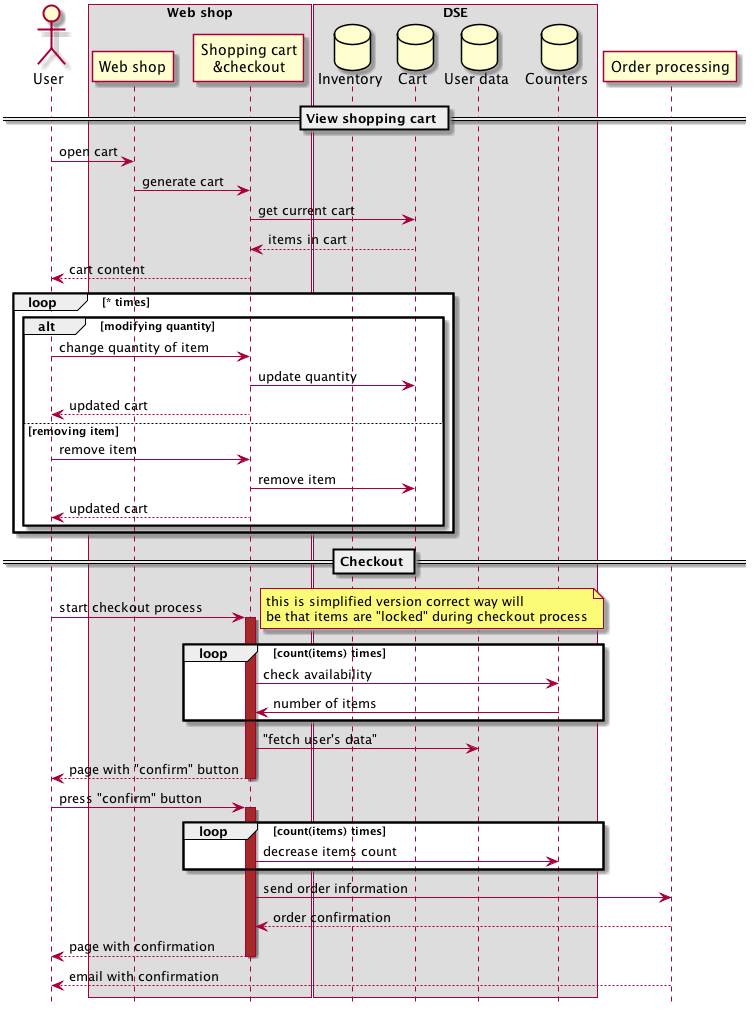 Web shop
DSE
User
Web shop
Shopping cart
&checkout
Inventory
Cart
User data
Counters
Order processing
View shopping cart
open cart
generate cart
get current cart
items in cart
cart content
loop [* times]
alt [modifying quantity]
change quantity of item
update quantity
updated cart
[removing item]
remove item
remove item
updated cart
Checkout
this is simplified version correct way will
be that items are "locked" during checkout process
start checkout process
loop [count(items) times]
check availability
number of items
"fetch user's data"
page with "confirm" button
press "confirm" button
loop [count(items) times]
decrease items count
send order information
order confirmation
page with confirmation
email with confirmation